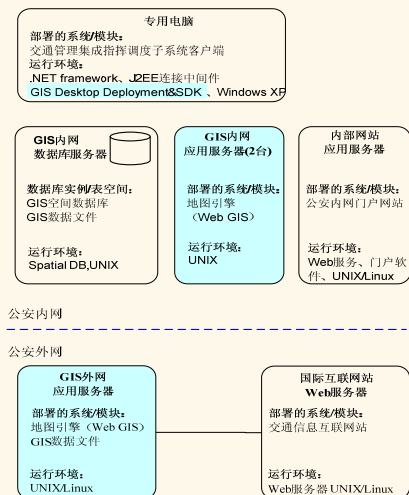 专用电脑
部署的系统/模块:
交通管理集成指挥调度子系统客户端
运行环境:
.NET framework、J2EE连接中间件
GIS Desktop Deployment&SDK 、Windows XP
GIS内网
数据库服务器
数据库实例/表空间:
GIS空间数据库
GIS数据文件
运行环境:
Spatial DB,UNIX
GIS内网
应用服务器(2台)
部署的系统/模块:
地图引擎
(Web GIS)
运行环境:
UNIX
内部网站
应用服务器
部署的系统/模块:
公安内网门户网站
运行环境:
Web服务、门户软
件、UNIX/Linux
公安内网
公安外网
GIS外网
应用服务器
部署的系统/模块:
地图引擎(Web GIS)
GIS数据文件
运行环境:
UNIX/Linux
国际互联网站
Web服务器
部署的系统/模块:
交通信息互联网站
运行环境:
Web服务器 UNIX/Linux